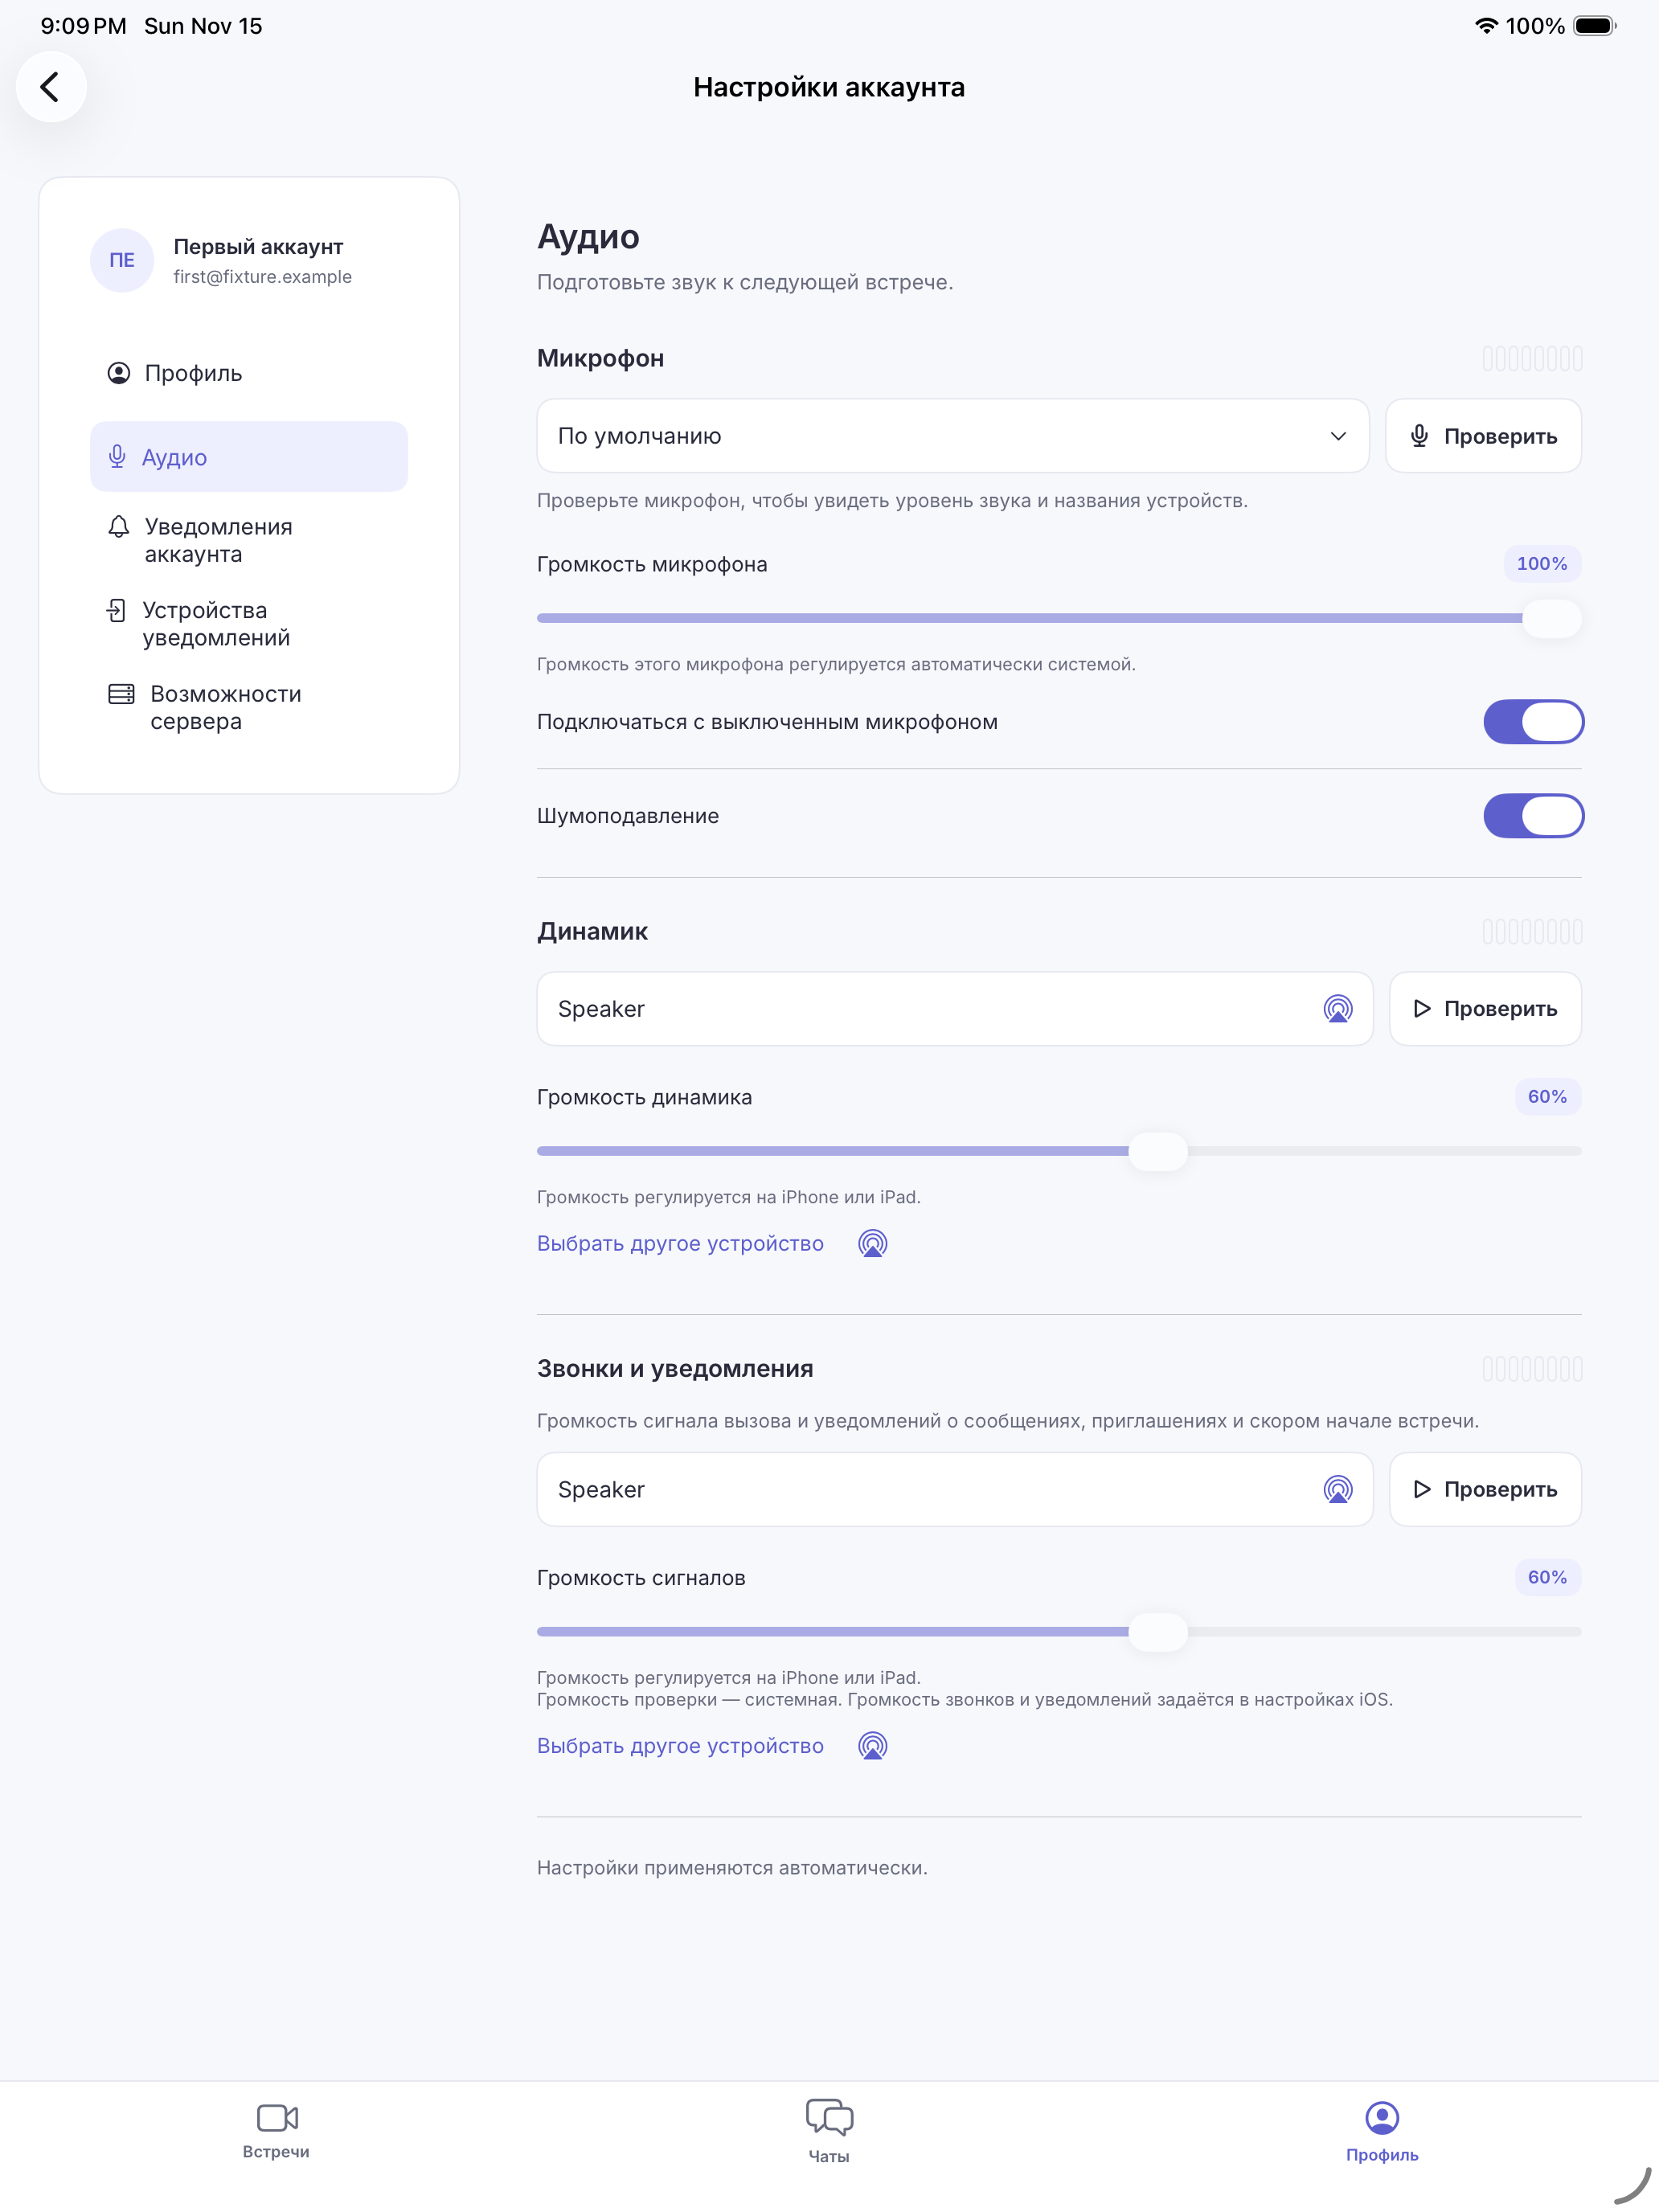 9:09 PM Sun Nov 15
100%
Настройки аккаунта
ПЕ
Первый аккаунт
first@fixture.example
Профиль
Аудио
Уведомления
аккаунта
Устройства
уведомлений
Возможности
сервера
Аудио
Подготовьте звук к следующей встрече.
Микрофон
По умолчанию
Проверить
Проверьте микрофон, чтобы увидеть уровень звука и названия устройств.
Громкость микрофона
100%
Громкость этого микрофона регулируется автоматически системой.
Подключаться с выключенным микрофоном
Шумоподавление
Динамик
Speaker
Проверить
Громкость динамика
60%
Громкость регулируется на iPhone или iPad.
Выбрать другое устройство
Звонки и уведомления
Громкость сигнала вызова и уведомлений о сообщениях, приглашениях и скором начале встречи.
Speaker
Проверить
Громкость сигналов
60%
Громкость регулируется на iPhone или iPad.
Громкость проверки — системная. Громкость звонков и уведомлений задаётся в настройках iOS.
Выбрать другое устройство
Настройки применяются автоматически.
Встречи
Чаты
Профиль